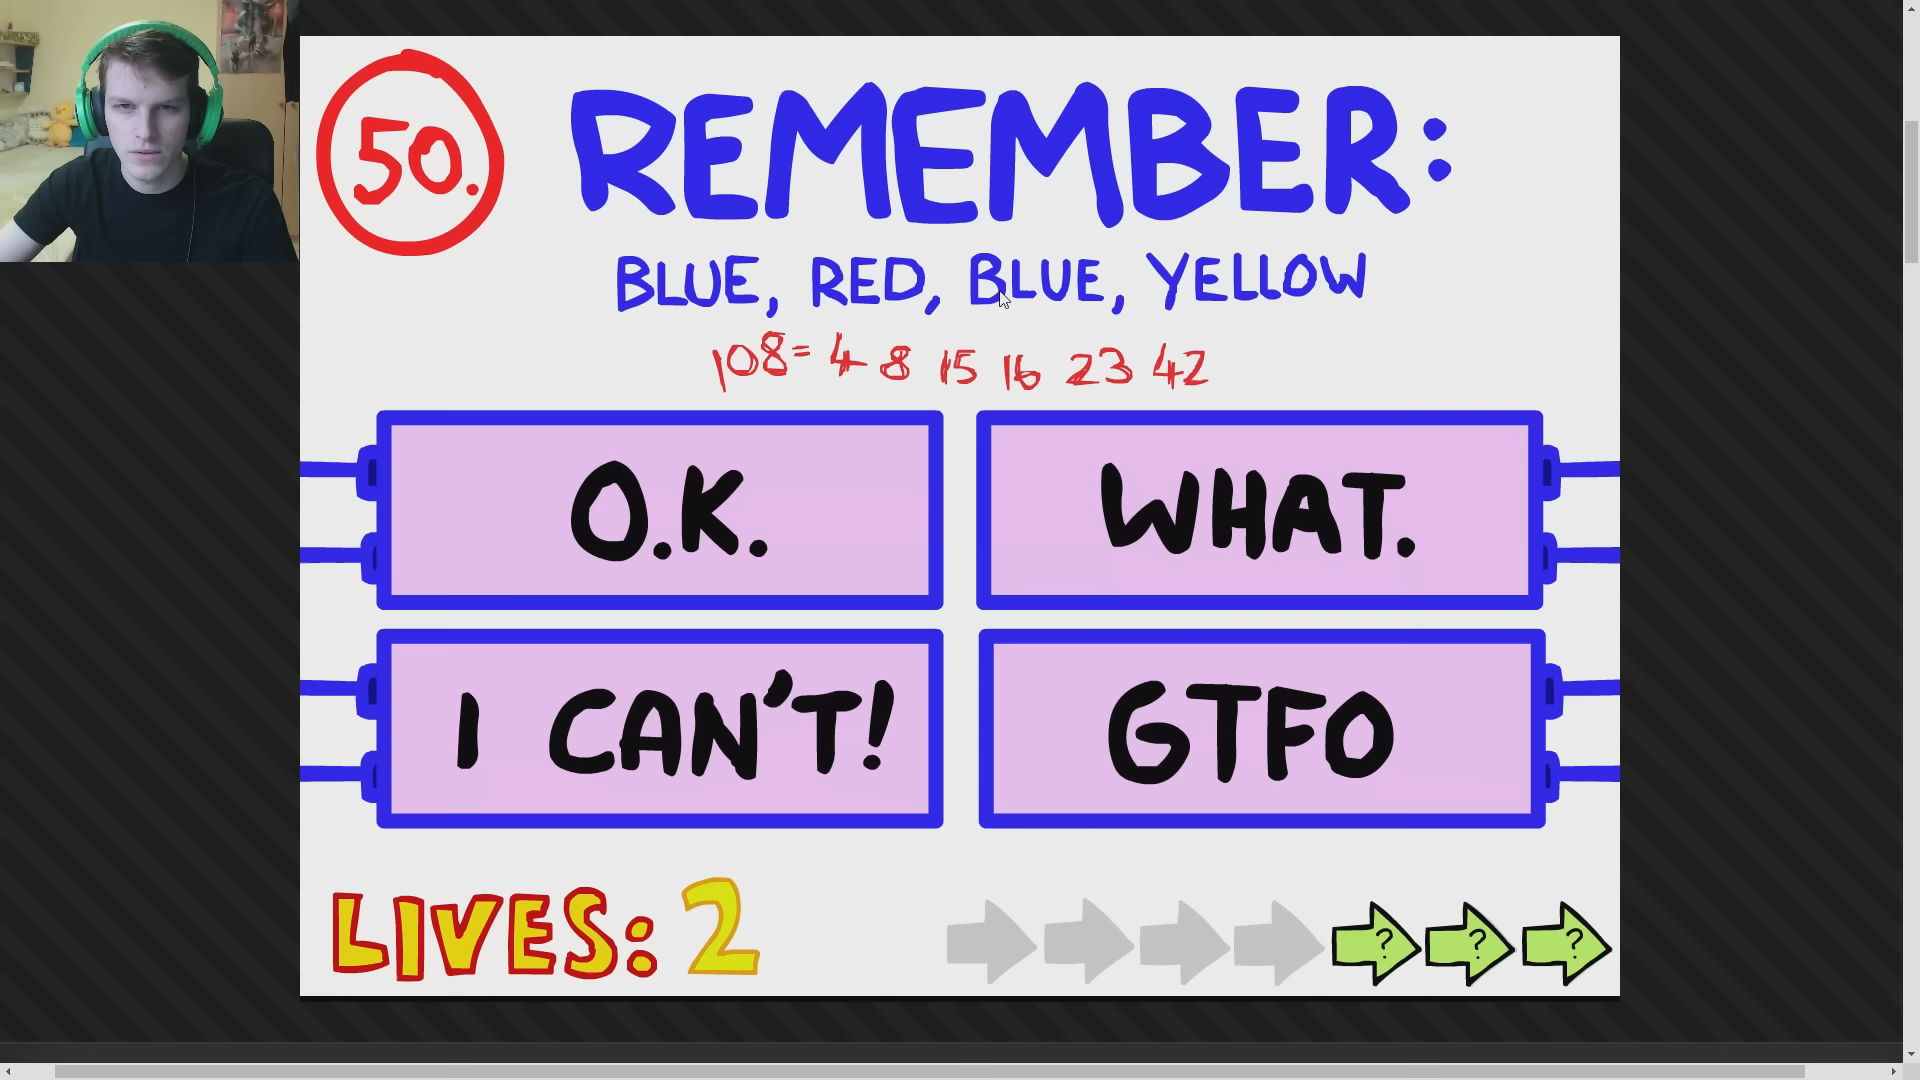 50.
REMEMBER:
BLUE, RED, BLUE, YELLOW
108= 4 8 15 16 23 42
O.K.
WHAT.
I CAN'T!
GTFO
LIVES: 2
? ? ?